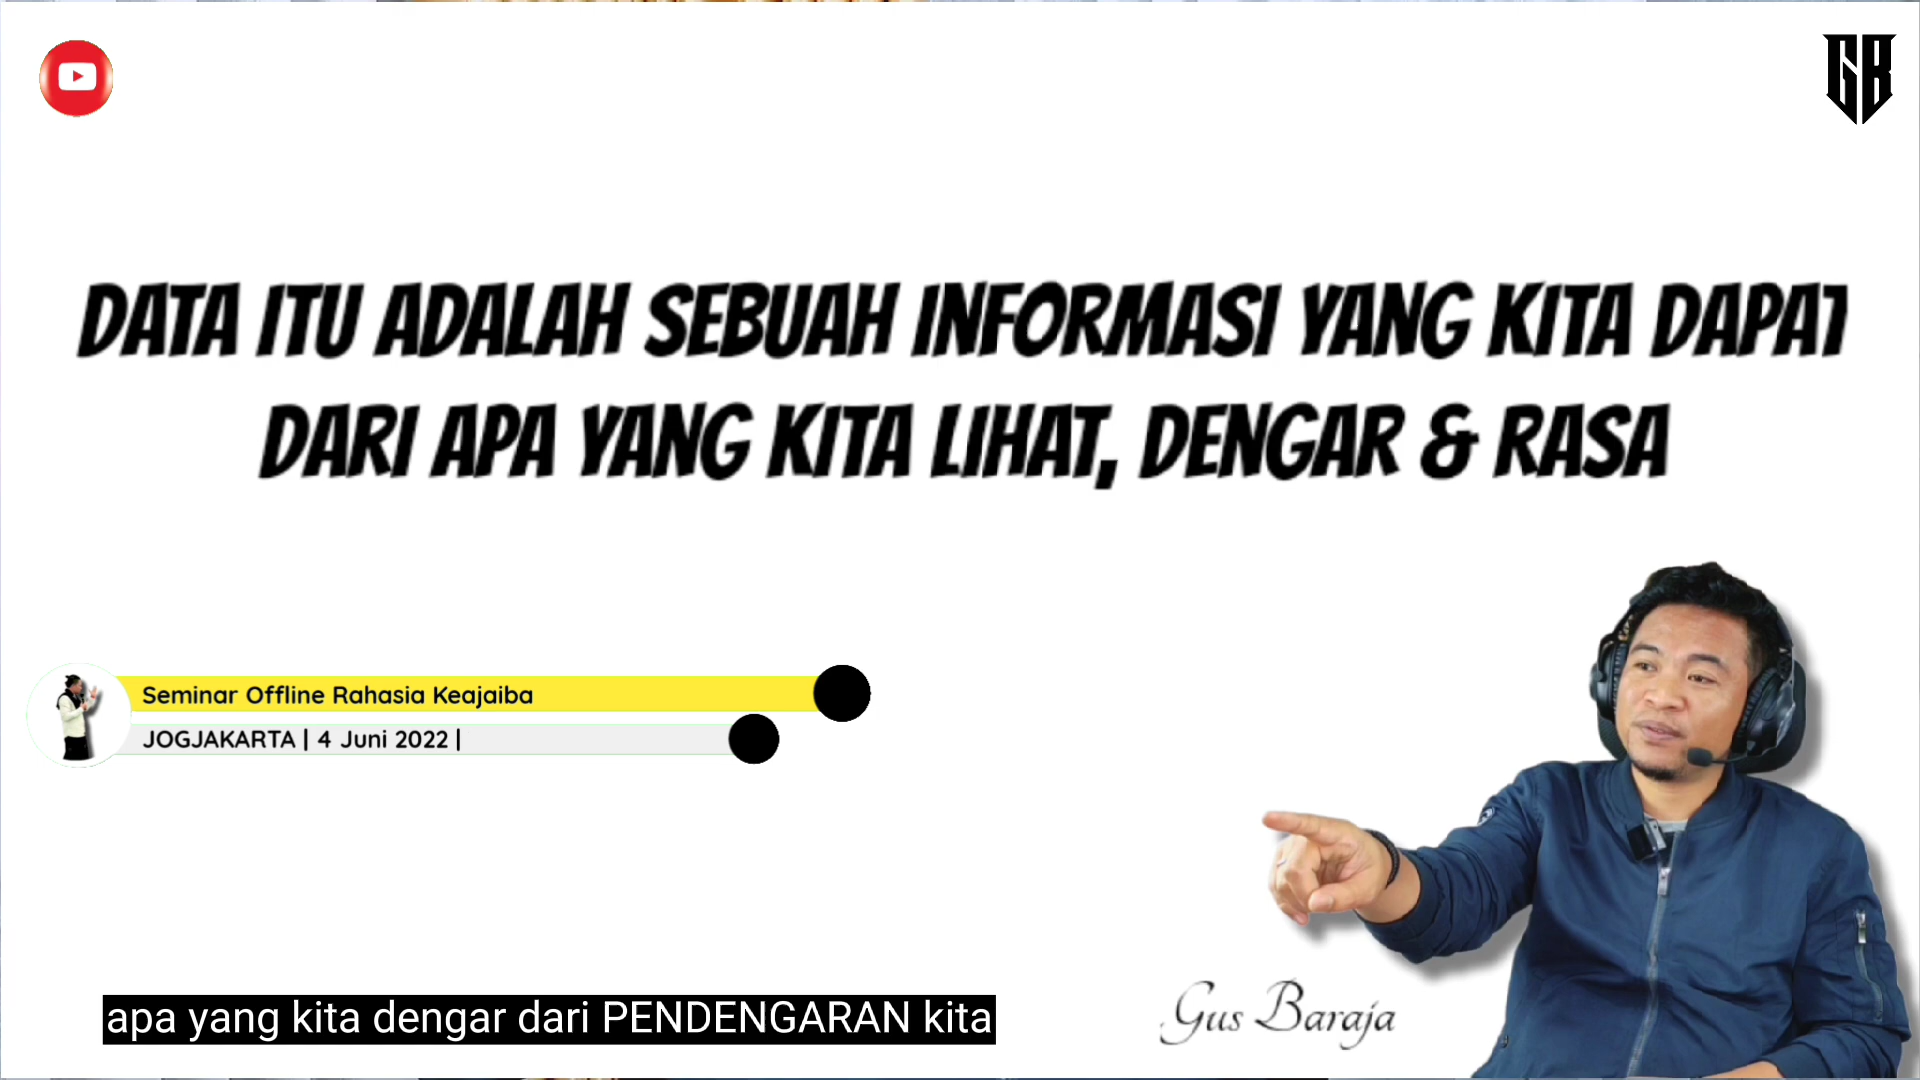 GB
DATA ITU ADALAH SEBUAH INFORMASI YANG KITA DAPAT
DARI APA YANG KITA LIHAT, DENGAR & RASA
Seminar Offline Rahasia Keajaiba
JOGJAKARTA | 4 Juni 2022 |
Gus Baraja
apa yang kita dengar dari PENDENGARAN kita